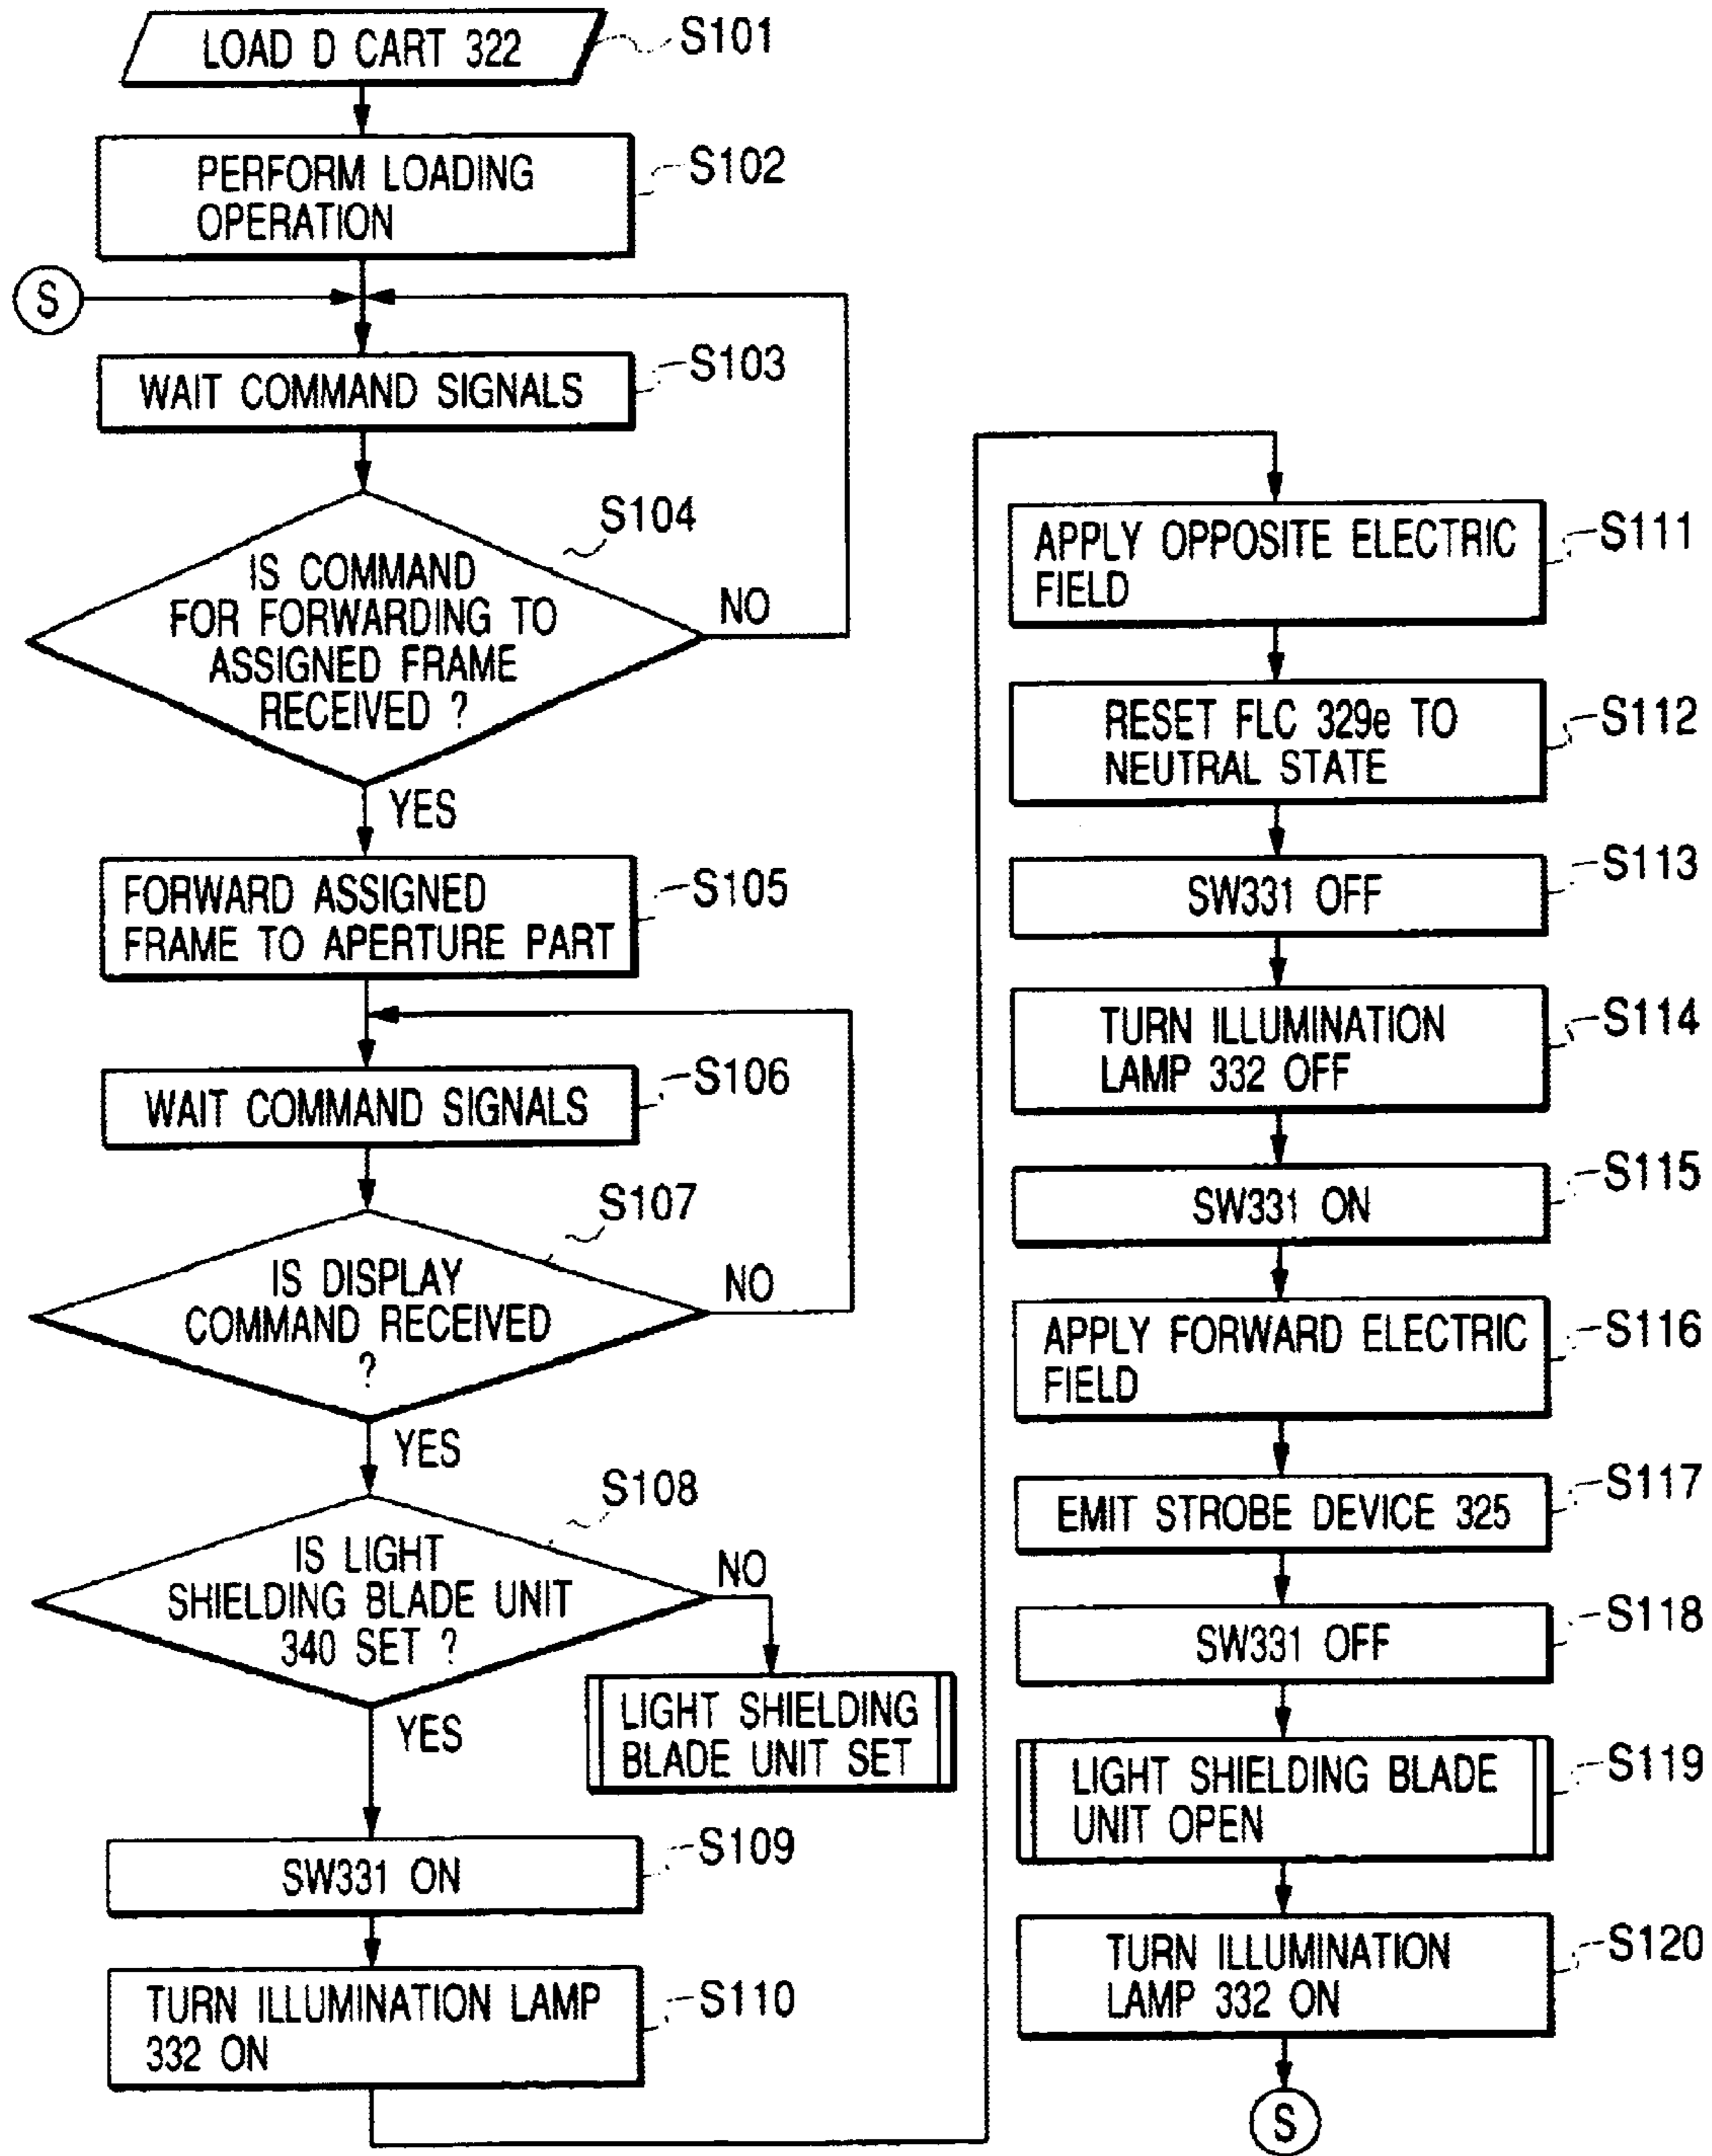 LOAD D CART 322
S101
PERFORM LOADING
OPERATION
S102
S
WAIT COMMAND SIGNALS
S103
IS COMMAND
FOR FORWARDING TO
ASSIGNED FRAME
RECEIVED ?
S104
NO
YES
FORWARD ASSIGNED
FRAME TO APERTURE PART
S105
WAIT COMMAND SIGNALS
S106
IS DISPLAY
COMMAND RECEIVED
?
S107
NO
YES
IS LIGHT
SHIELDING BLADE UNIT
340 SET ?
S108
NO
LIGHT SHIELDING
BLADE UNIT SET
YES
SW331 ON
S109
TURN ILLUMINATION LAMP
332 ON
S110
APPLY OPPOSITE ELECTRIC
FIELD
S111
RESET FLC 329e TO
NEUTRAL STATE
S112
SW331 OFF
S113
TURN ILLUMINATION
LAMP 332 OFF
S114
SW331 ON
S115
APPLY FORWARD ELECTRIC
FIELD
S116
EMIT STROBE DEVICE 325
S117
SW331 OFF
S118
LIGHT SHIELDING BLADE
UNIT OPEN
S119
TURN ILLUMINATION
LAMP 332 ON
S120
S